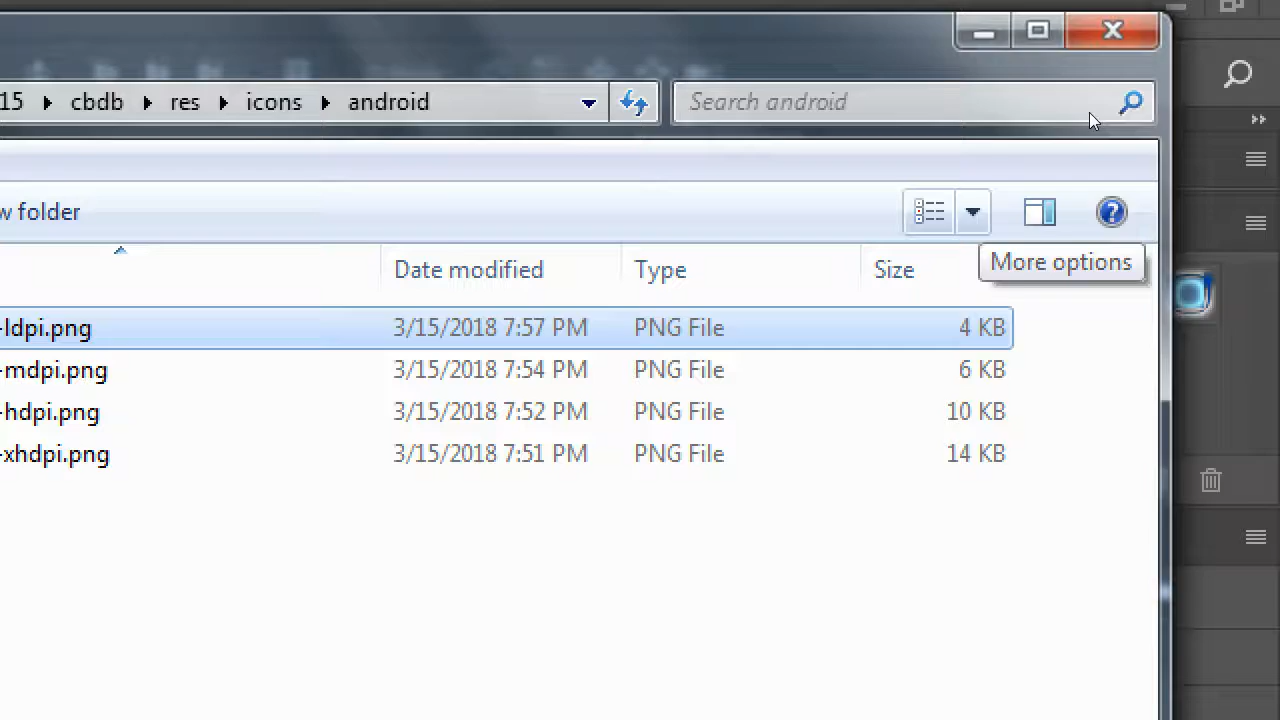 15 cbdb res icons android Search android
w folder
More options
Date modified Type Size
-ldpi.png 3/15/2018 7:57 PM PNG File 4 KB
-mdpi.png 3/15/2018 7:54 PM PNG File 6 KB
-hdpi.png 3/15/2018 7:52 PM PNG File 10 KB
-xhdpi.png 3/15/2018 7:51 PM PNG File 14 KB